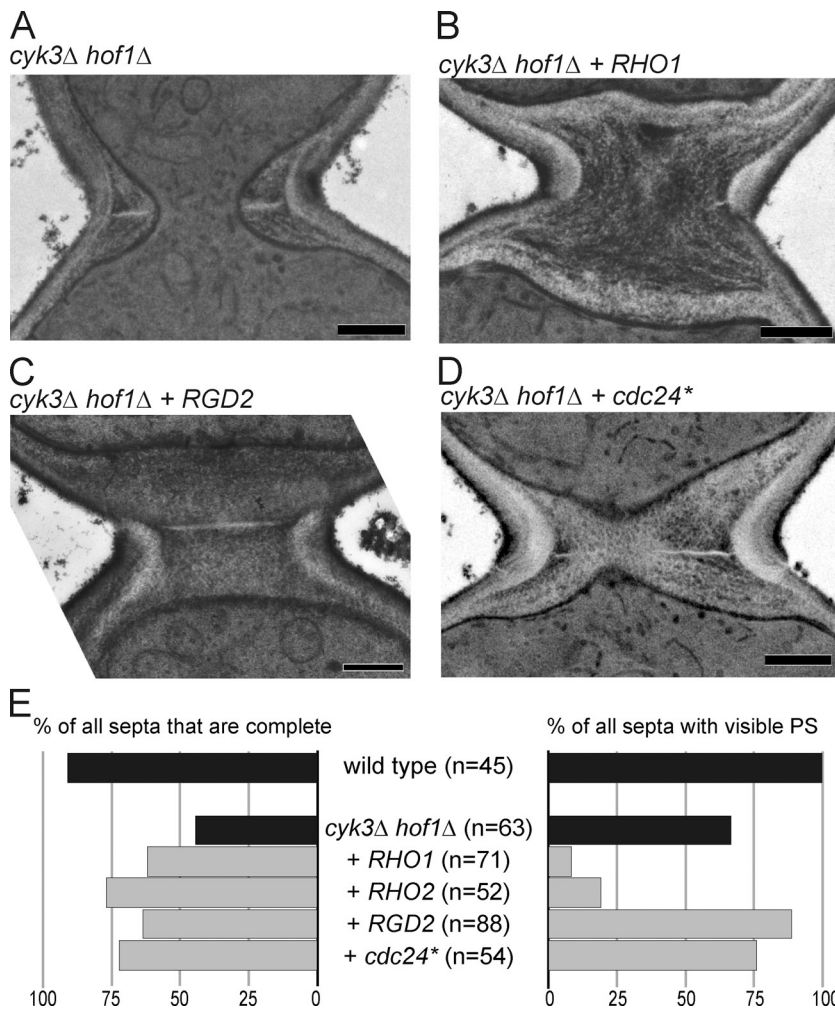 A
cyk3Δ hof1Δ
B
cyk3Δ hof1Δ + RHO1
C
cyk3Δ hof1Δ + RGD2
D
cyk3Δ hof1Δ + cdc24*
E
% of all septa that are complete
% of all septa with visible PS
wild type (n=45)
cyk3Δ hof1Δ (n=63)
+ RHO1 (n=71)
+ RHO2 (n=52)
+ RGD2 (n=88)
+ cdc24* (n=54)
100 75 50 25 0
0 25 50 75 100